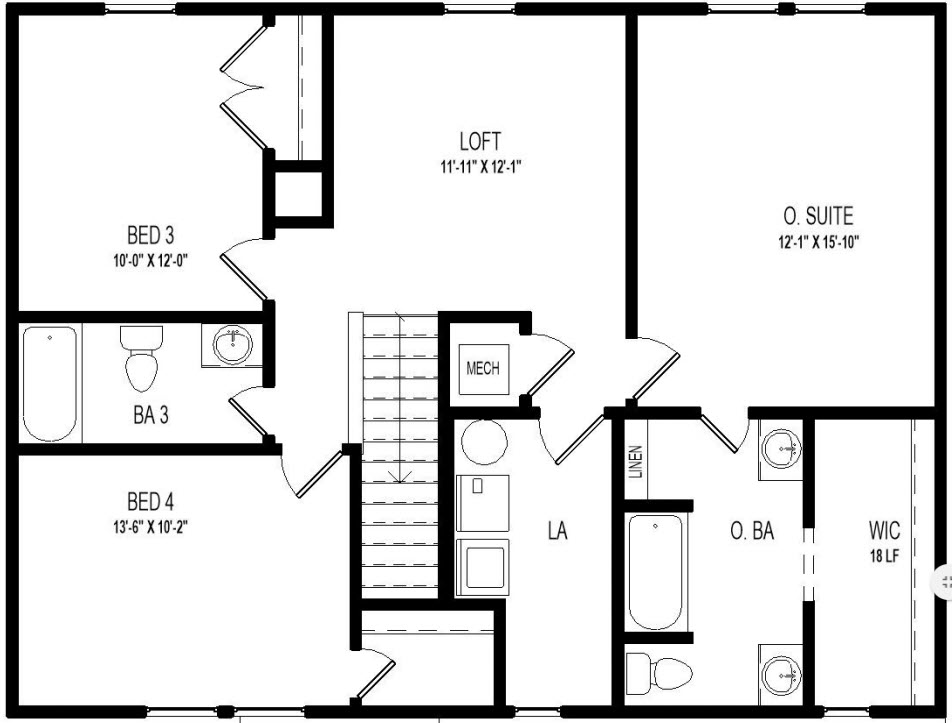 LOFT
11'-11" X 12'-1"
O. SUITE
12'-1" X 15'-10"
BED 3
10'-0" X 12'-0"
MECH
BA 3
LINEN
BED 4
13'-6" X 10'-2"
LA
O. BA
WIC
18 LF